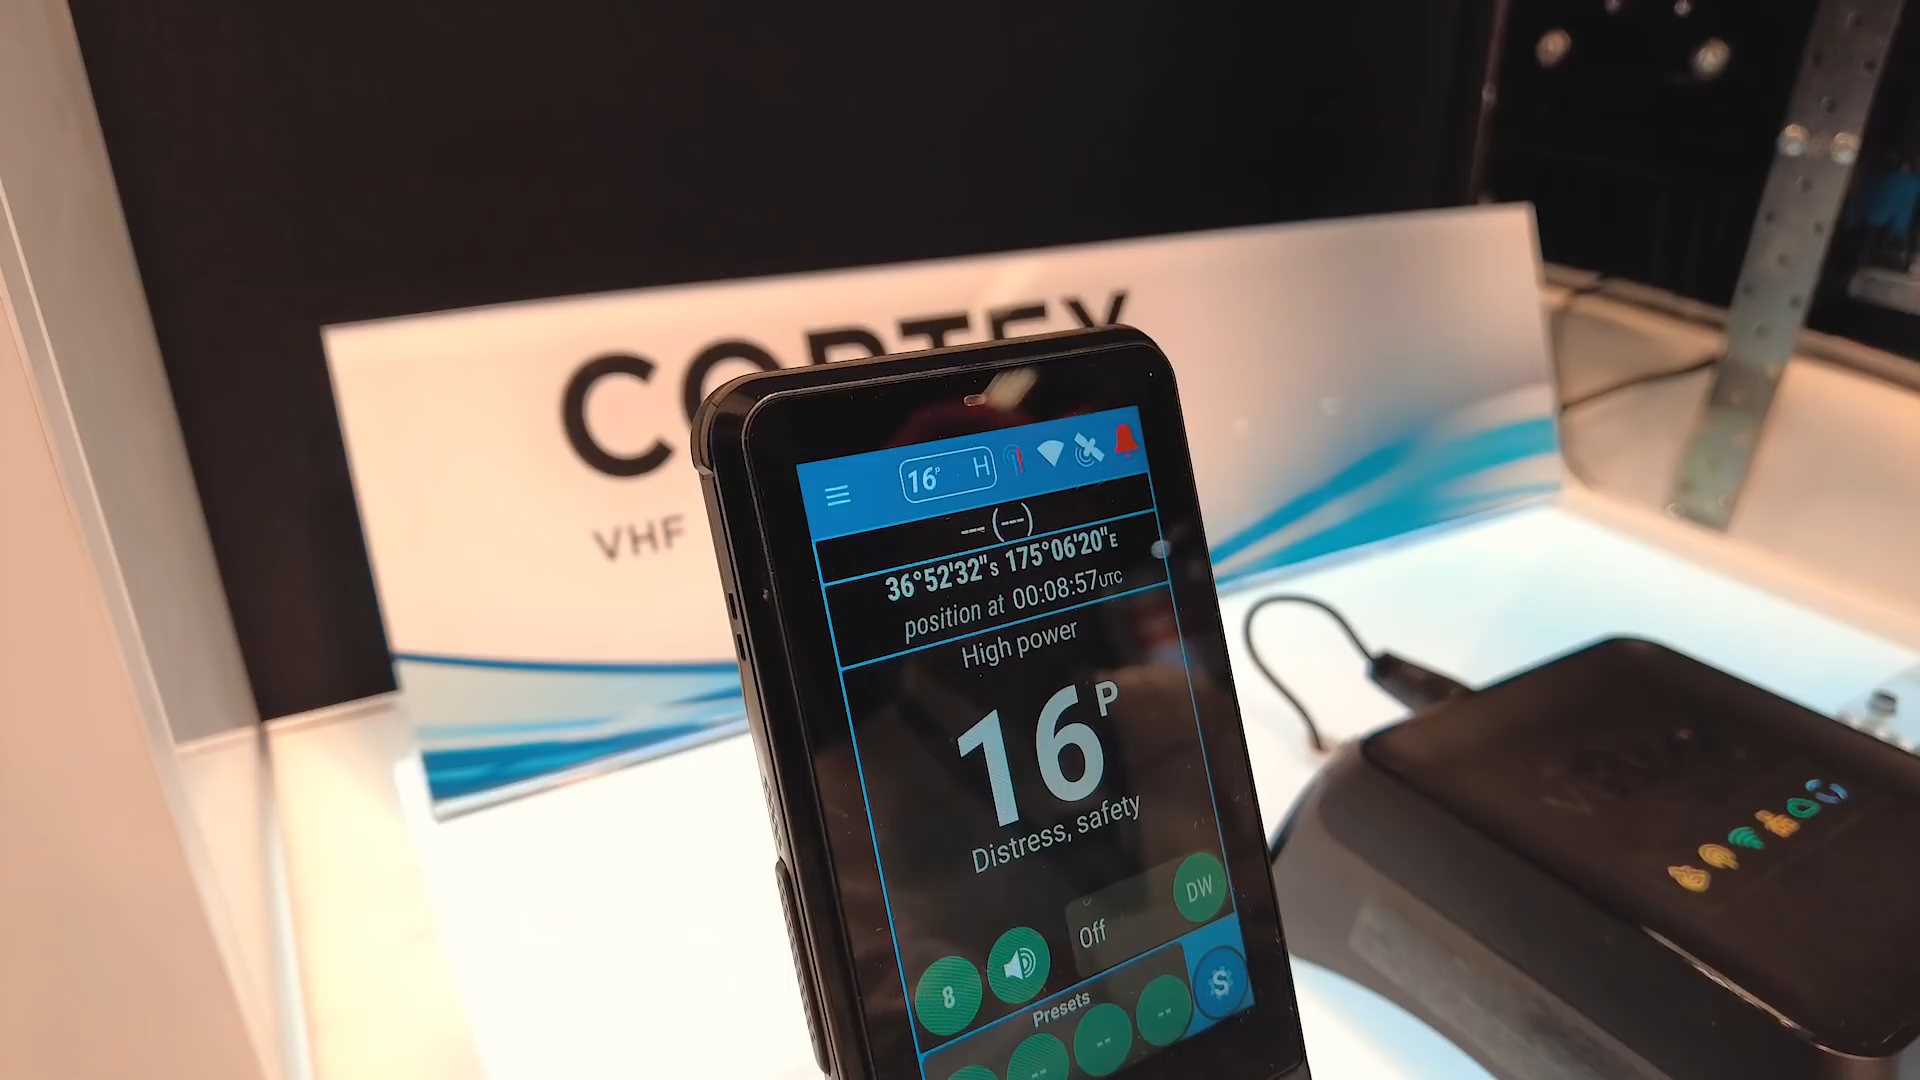 CORTEX
VHF
16P H
--- (---)
36°52'32"S 175°06'20"E
position at 00:08:57UTC
High power
16P
Distress, safety
DW
Off
8
Presets
S
--
--
--